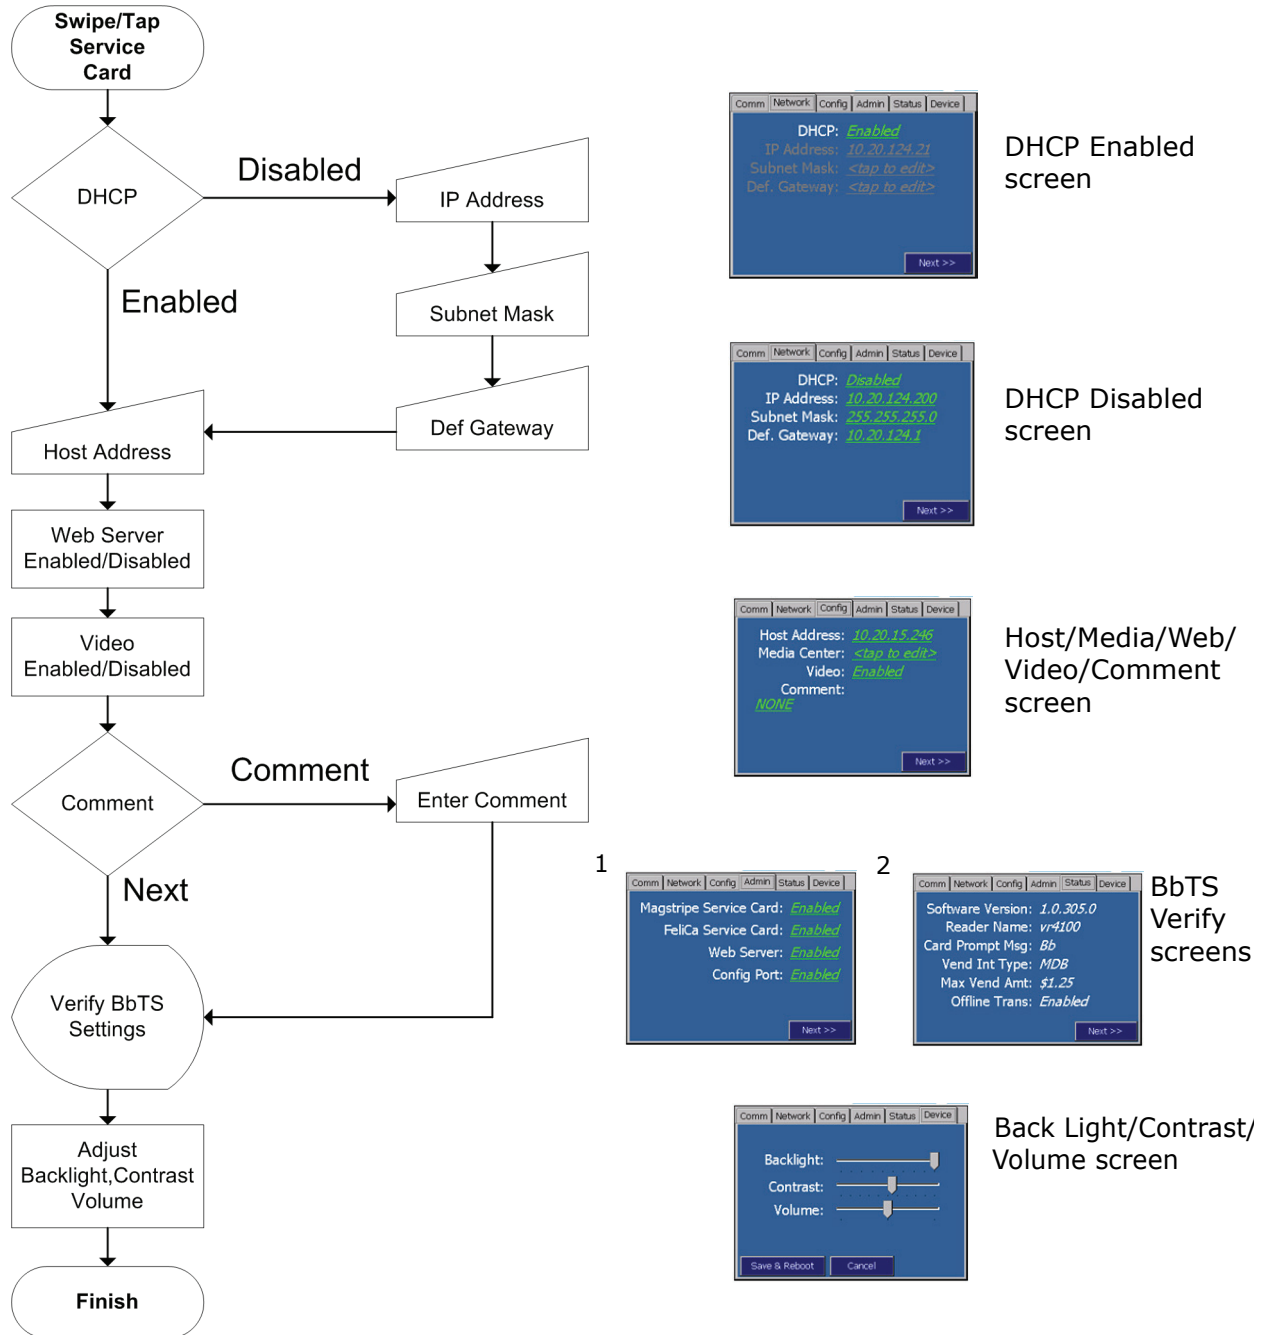 Swipe/Tap
Service
Card
DHCP
Disabled
IP Address
Enabled
Subnet Mask
Def Gateway
Host Address
Web Server
Enabled/Disabled
Video
Enabled/Disabled
Comment
Comment
Enter Comment
Next
Verify BbTS
Settings
Adjust
Backlight,Contrast
Volume
Finish
Comm Network Config Admin Status Device
DHCP: Enabled
IP Address: 10.20.124.21
Subnet Mask: <tap to edit>
Def. Gateway: <tap to edit>
Next >>
DHCP Enabled
screen
Comm Network Config Admin Status Device
DHCP: Disabled
IP Address: 10.20.124.200
Subnet Mask: 255.255.255.0
Def. Gateway: 10.20.124.1
Next >>
DHCP Disabled
screen
Comm Network Config Admin Status Device
Host Address: 10.20.15.246
Media Center: <tap to edit>
Video: Enabled
Comment:
NONE
Next >>
Host/Media/Web/
Video/Comment
screen
1
Comm Network Config Admin Status Device
Magstripe Service Card: Enabled
FeliCa Service Card: Enabled
Web Server: Enabled
Config Port: Enabled
Next >>
2
Comm Network Config Admin Status Device
Software Version: 1.0.305.0
Reader Name: vr4100
Card Prompt Msg: Bb
Vend Int Type: MDB
Max Vend Amt: $1.25
Offline Trans: Enabled
Next >>
BbTS
Verify
screens
Comm Network Config Admin Status Device
Backlight:
Contrast:
Volume:
Save & Reboot Cancel
Back Light/Contrast/
Volume screen